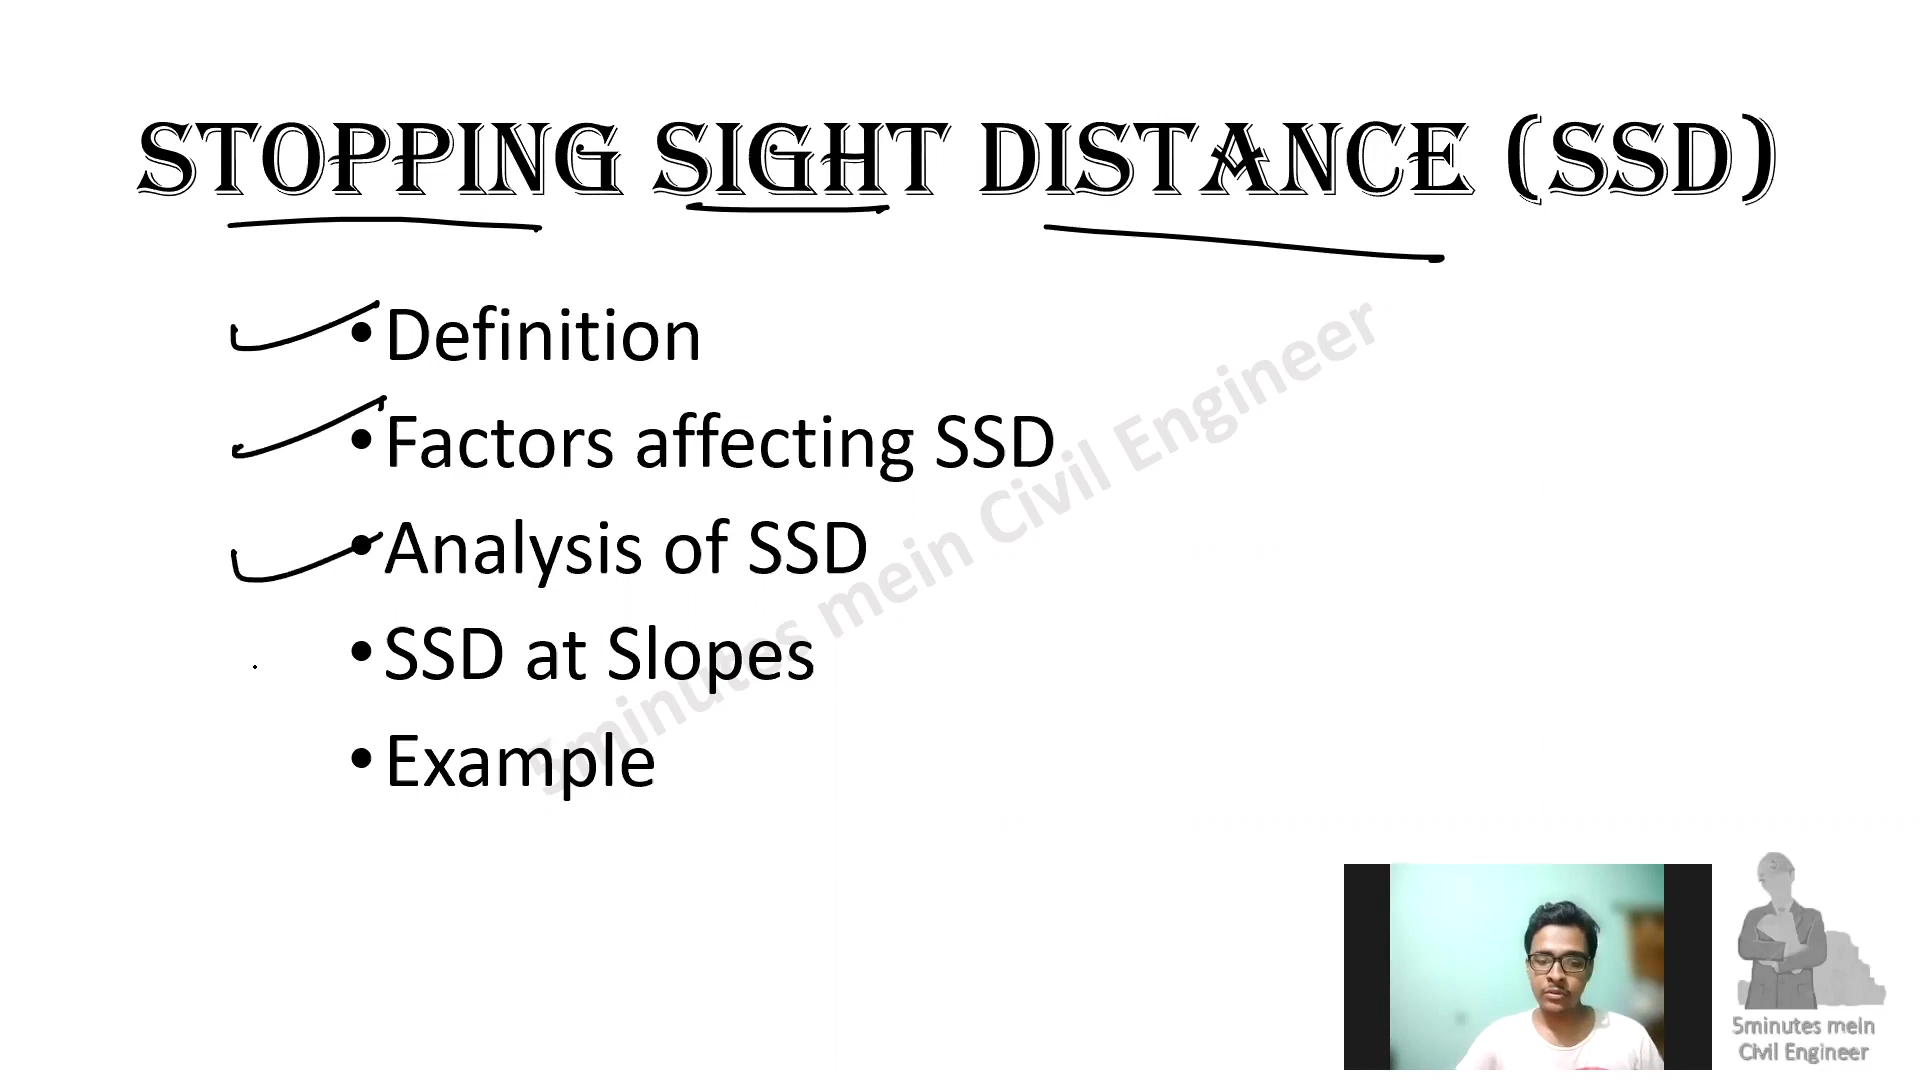 STOPPING SIGHT DISTANCE (SSD)
• Definition
• Factors affecting SSD
• Analysis of SSD
• SSD at Slopes
• Example
5minutes mein Civil Engineer
5minutes mein
Civil Engineer